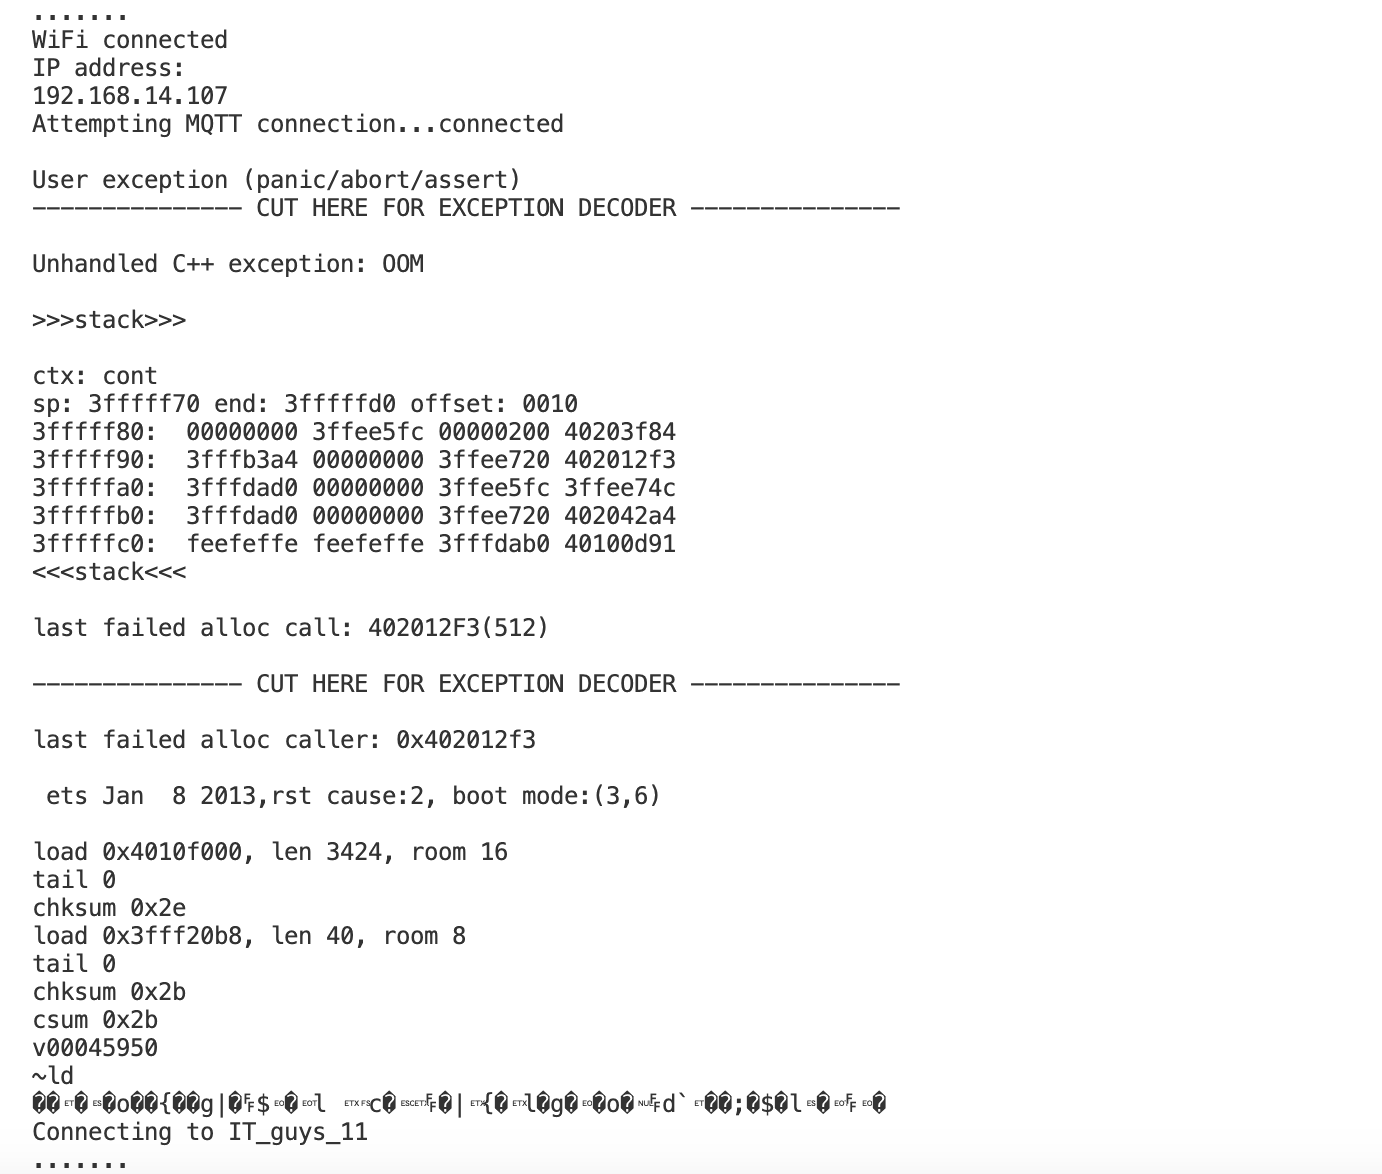 .......
WiFi connected
IP address:
192.168.14.107
Attempting MQTT connection...connected
User exception (panic/abort/assert)
--------------- CUT HERE FOR EXCEPTION DECODER ---------------
Unhandled C++ exception: OOM
>>>stack>>>
ctx: cont
sp: 3fffff70 end: 3fffffd0 offset: 0010
3fffff80:  00000000 3ffee5fc 00000200 40203f84
3fffff90:  3fffb3a4 00000000 3ffee720 402012f3
3fffffa0:  3fffdad0 00000000 3ffee5fc 3ffee74c
3fffffb0:  3fffdad0 00000000 3ffee720 402042a4
3fffffc0:  feefeffe feefeffe 3fffdab0 40100d91
<<<stack<<<
last failed alloc call: 402012F3(512)
--------------- CUT HERE FOR EXCEPTION DECODER ---------------
last failed alloc caller: 0x402012f3
 ets Jan  8 2013,rst cause:2, boot mode:(3,6)
load 0x4010f000, len 3424, room 16
tail 0
chksum 0x2e
load 0x3fff20b8, len 40, room 8
tail 0
chksum 0x2b
csum 0x2b
v00045950
~ld
Connecting to IT_guys_11
.......